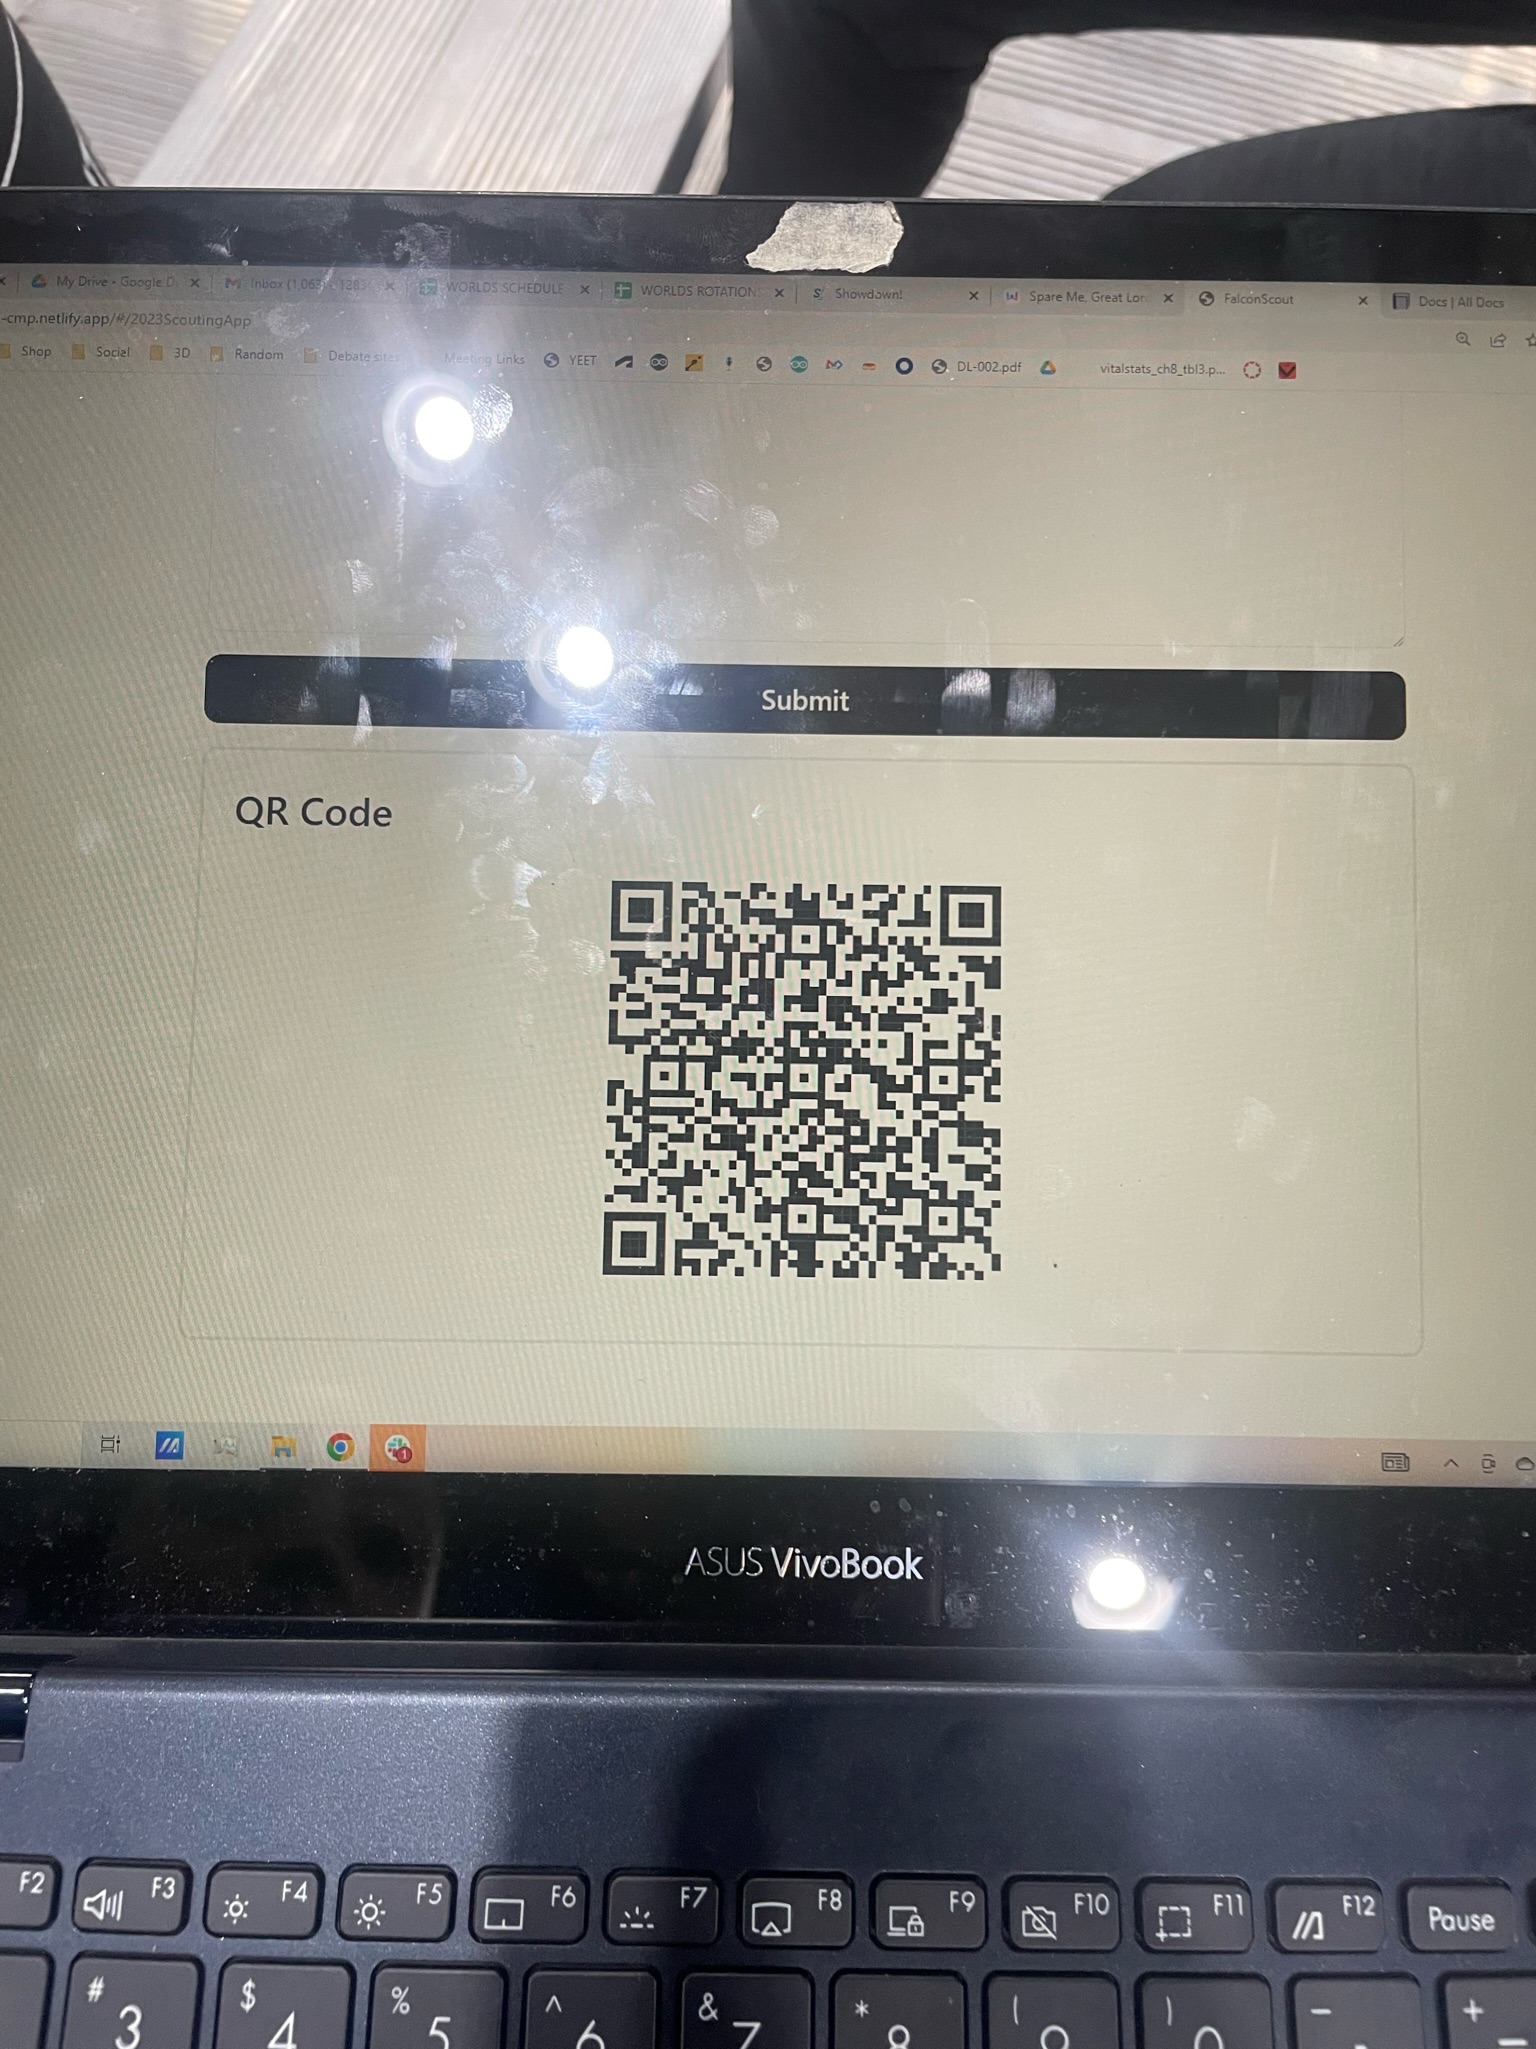 My Drive - Google D
Inbox (1,063) - 1283
WORLDS SCHEDULE
WORLDS ROTATION
Showdown!
Spare Me, Great Lor
FalconScout
Docs | All Docs
-cmp.netlify.app/#/2023ScoutingApp
Shop
Social
3D
Random
Debate sites
Meeting Links
YEET
DL-002.pdf
vitalstats_ch8_tbl3.p...
Submit
QR Code
1
ASUS VivoBook
F2 F3 F4 F5 F6 F7 F8 F9 F10 F11 F12 Pause
# $ % ^ & * ( ) - +
3 4 5 6 7 8 9 0